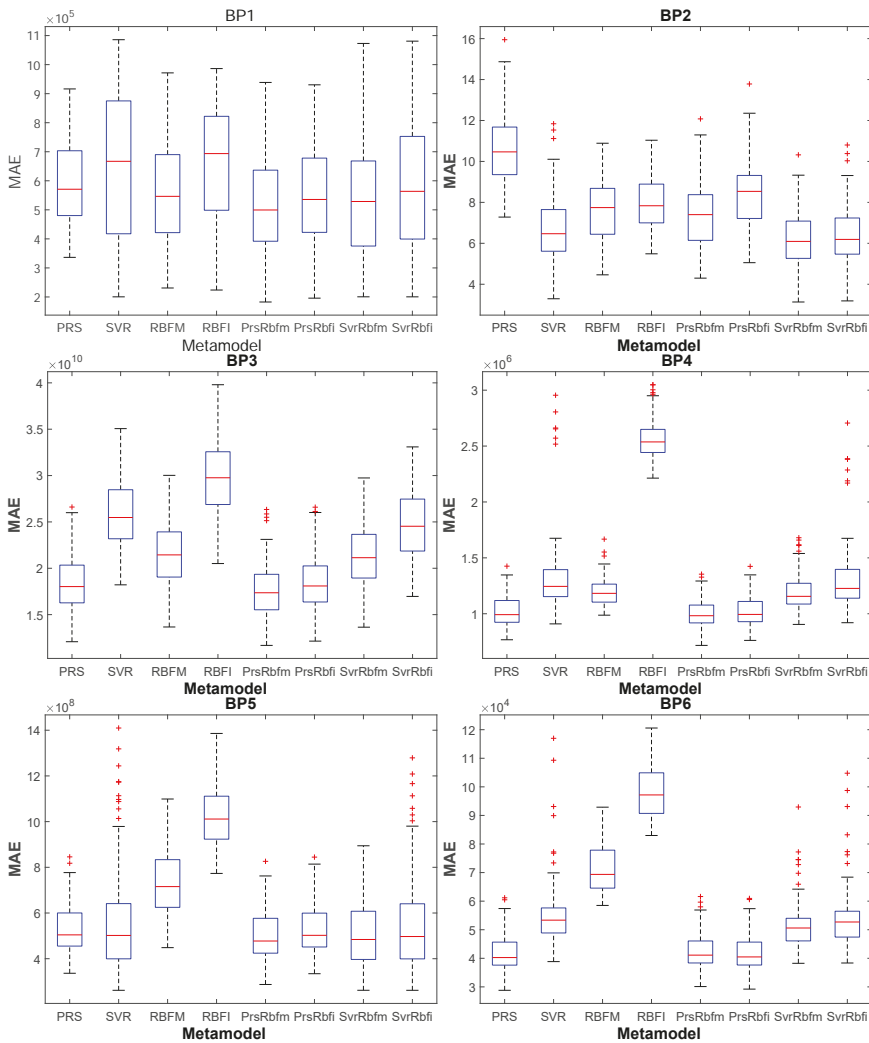 BP1
×10^5
11
10
9
8
7
6
5
4
3
2
MAE
PRS SVR RBFM RBFI PrsRbfm PrsRbfi SvrRbfm SvrRbfi
Metamodel
BP2
16
14
12
10
8
6
4
MAE
PRS SVR RBFM RBFI PrsRbfm PrsRbfi SvrRbfm SvrRbfi
Metamodel
BP3
×10^10
4
3.5
3
2.5
2
1.5
MAE
PRS SVR RBFM RBFI PrsRbfm PrsRbfi SvrRbfm SvrRbfi
Metamodel
BP4
×10^6
3
2.5
2
1.5
1
MAE
PRS SVR RBFM RBFI PrsRbfm PrsRbfi SvrRbfm SvrRbfi
Metamodel
BP5
×10^8
14
12
10
8
6
4
MAE
PRS SVR RBFM RBFI PrsRbfm PrsRbfi SvrRbfm SvrRbfi
Metamodel
BP6
×10^4
12
11
10
9
8
7
6
5
4
3
MAE
PRS SVR RBFM RBFI PrsRbfm PrsRbfi SvrRbfm SvrRbfi
Metamodel